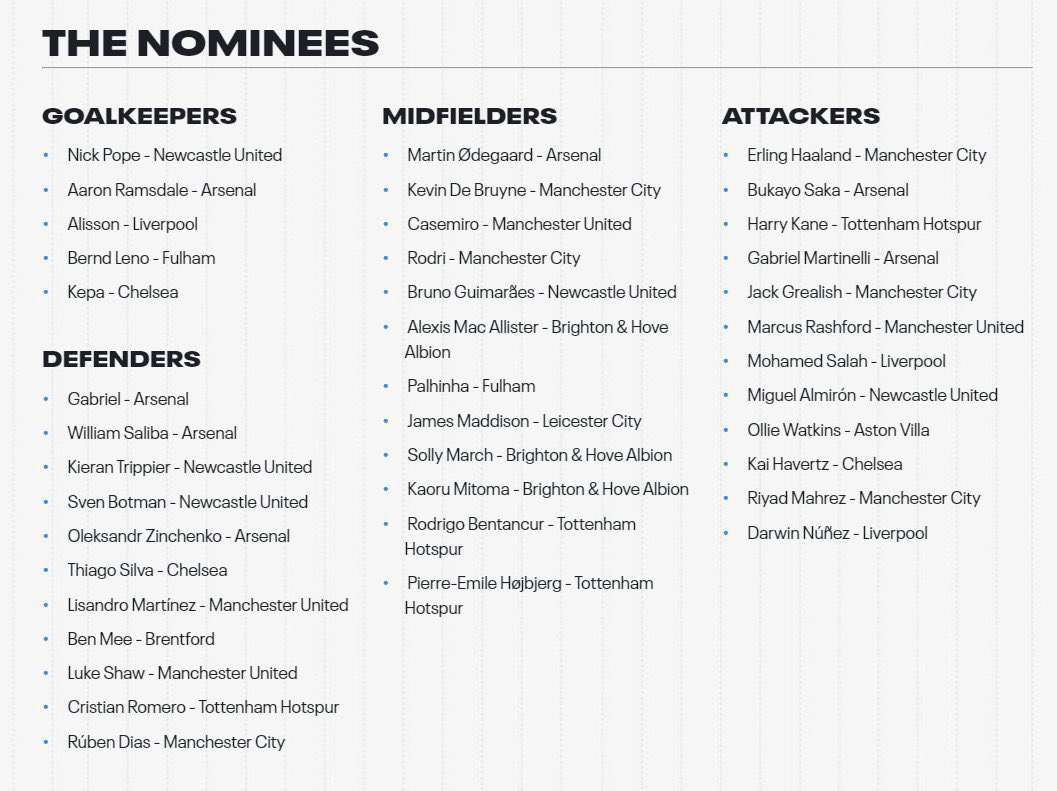 THE NOMINEES
GOALKEEPERS
• Nick Pope - Newcastle United
• Aaron Ramsdale - Arsenal
• Alisson - Liverpool
• Bernd Leno - Fulham
• Kepa - Chelsea
DEFENDERS
• Gabriel - Arsenal
• William Saliba - Arsenal
• Kieran Trippier - Newcastle United
• Sven Botman - Newcastle United
• Oleksandr Zinchenko - Arsenal
• Thiago Silva - Chelsea
• Lisandro Martínez - Manchester United
• Ben Mee - Brentford
• Luke Shaw - Manchester United
• Cristian Romero - Tottenham Hotspur
• Rúben Dias - Manchester City
MIDFIELDERS
• Martin Ødegaard - Arsenal
• Kevin De Bruyne - Manchester City
• Casemiro - Manchester United
• Rodri - Manchester City
• Bruno Guimarães - Newcastle United
• Alexis Mac Allister - Brighton & Hove
Albion
• Palhinha - Fulham
• James Maddison - Leicester City
• Solly March - Brighton & Hove Albion
• Kaoru Mitoma - Brighton & Hove Albion
• Rodrigo Bentancur - Tottenham
Hotspur
• Pierre-Emile Højbjerg - Tottenham
Hotspur
ATTACKERS
• Erling Haaland - Manchester City
• Bukayo Saka - Arsenal
• Harry Kane - Tottenham Hotspur
• Gabriel Martinelli - Arsenal
• Jack Grealish - Manchester City
• Marcus Rashford - Manchester United
• Mohamed Salah - Liverpool
• Miguel Almirón - Newcastle United
• Ollie Watkins - Aston Villa
• Kai Havertz - Chelsea
• Riyad Mahrez - Manchester City
• Darwin Núñez - Liverpool